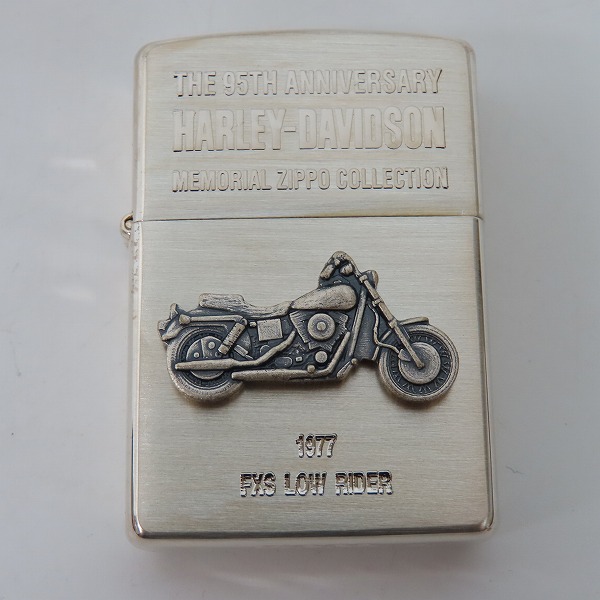 THE 95TH ANNIVERSARY
HARLEY-DAVIDSON
MEMORIAL ZIPPO COLLECTION
1977
FXS LOW RIDER